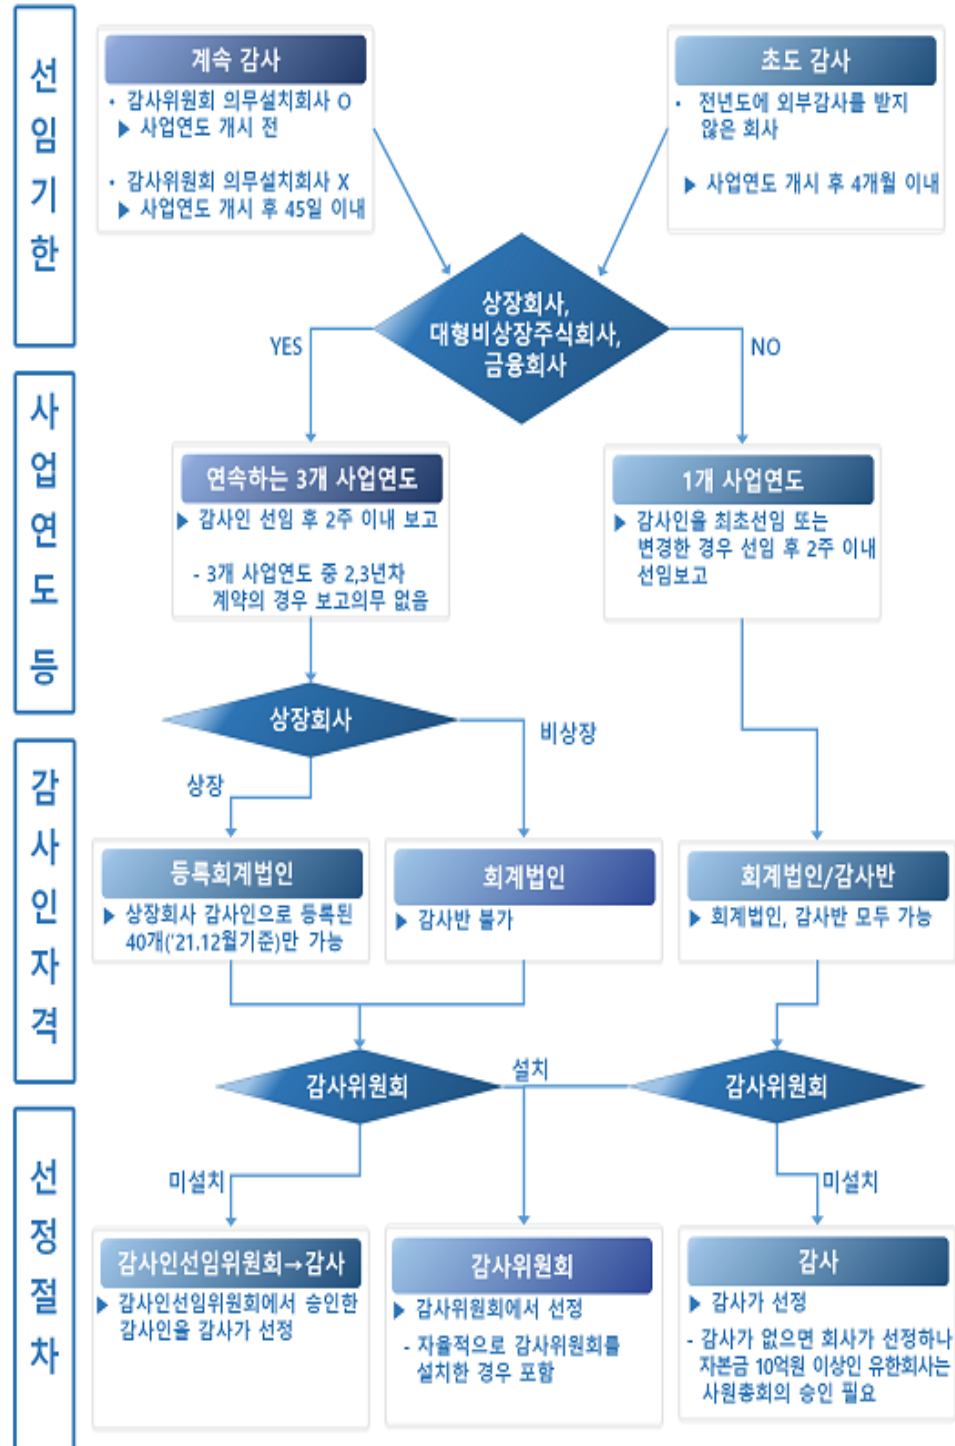 선임기한
계속 감사
• 감사위원회 의무설치회사 O
▶ 사업연도 개시 전
• 감사위원회 의무설치회사 X
▶ 사업연도 개시 후 45일 이내
초도 감사
• 전년도에 외부감사를 받지
않은 회사
▶ 사업연도 개시 후 4개월 이내
상장회사,
대형비상장주식회사,
금융회사
YES
NO
사업연도 등
연속하는 3개 사업연도
▶ 감사인 선임 후 2주 이내 보고
- 3개 사업연도 중 2,3년차
계약의 경우 보고의무 없음
1개 사업연도
▶ 감사인을 최초선임 또는
변경한 경우 선임 후 2주 이내
선임보고
상장회사
비상장
상장
감사인자격
등록회계법인
▶ 상장회사 감사인으로 등록된
40개('21.12월기준)만 가능
회계법인
▶ 감사반 불가
회계법인/감사반
▶ 회계법인, 감사반 모두 가능
감사위원회
설치
감사위원회
미설치
미설치
선정절차
감사인선임위원회→감사
▶ 감사인선임위원회에서 승인한
감사인을 감사가 선정
감사위원회
▶ 감사위원회에서 선정
- 자율적으로 감사위원회를
설치한 경우 포함
감사
▶ 감사가 선정
- 감사가 없으면 회사가 선정하나
자본금 10억원 이상인 유한회사는
사원총회의 승인 필요